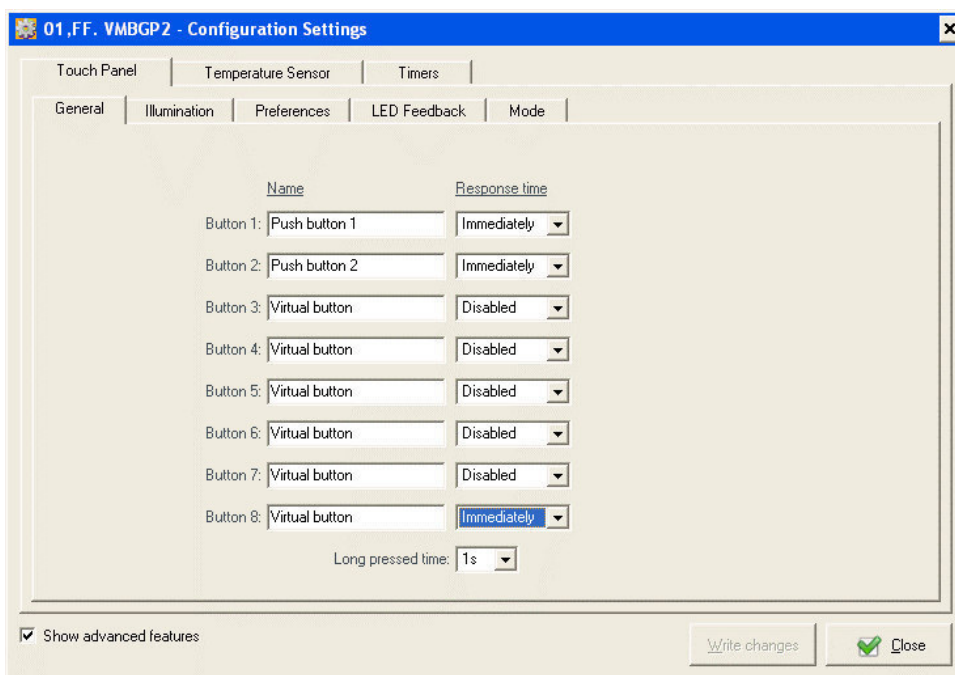 01,FF. VMBGP2 - Configuration Settings
Touch Panel Temperature Sensor Timers
General Illumination Preferences LED Feedback Mode
Name Response time
Button 1: Push button 1 Immediately
Button 2: Push button 2 Immediately
Button 3: Virtual button Disabled
Button 4: Virtual button Disabled
Button 5: Virtual button Disabled
Button 6: Virtual button Disabled
Button 7: Virtual button Disabled
Button 8: Virtual button Immediately
Long pressed time: 1s
Show advanced features
Write changes Close